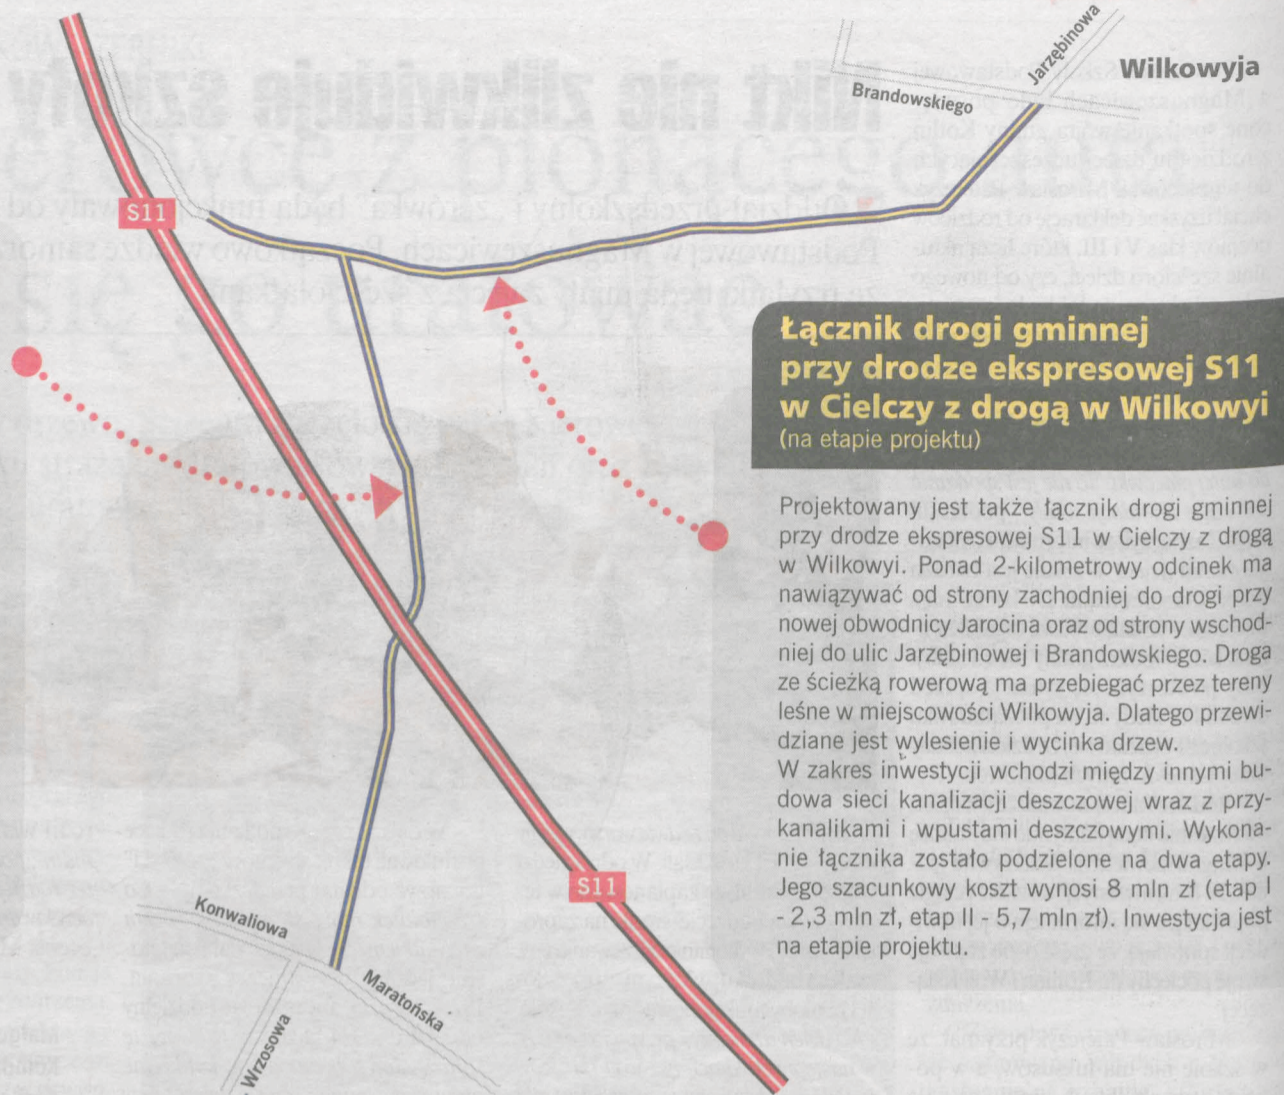 Jarzębinowa
Wilkowyja
Brandowskiego
S11
Łącznik drogi gminnej
przy drodze ekspresowej S11
w Cielczy z drogą w Wilkowyi
(na etapie projektu)
Projektowany jest także łącznik drogi gminnej
przy drodze ekspresowej S11 w Cielczy z drogą
w Wilkowyi. Ponad 2-kilometrowy odcinek ma
nawiązywać od strony zachodniej do drogi przy
nowej obwodnicy Jarocina oraz od strony wschod-
niej do ulic Jarzębinowej i Brandowskiego. Droga
ze ścieżką rowerową ma przebiegać przez tereny
leśne w miejscowości Wilkowyja. Dlatego przewi-
dziane jest wylesienie i wycinka drzew.
W zakres inwestycji wchodzi między innymi bu-
dowa sieci kanalizacji deszczowej wraz z przy-
kanalikami i wpustami deszczowymi. Wykona-
nie łącznika zostało podzielone na dwa etapy.
Jego szacunkowy koszt wynosi 8 mln zł (etap I
- 2,3 mln zł, etap II - 5,7 mln zł). Inwestycja jest
na etapie projektu.
S11
Konwaliowa
Maratońska
Wrzosowa